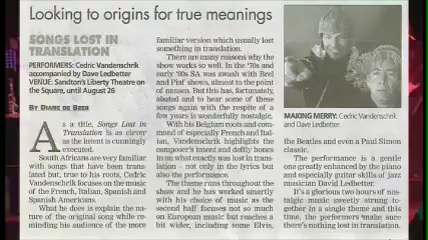 Looking to origins for true meanings
SONGS LOST IN
TRANSLATION
PERFORMERS: Cedric Vandenschrik
accompanied by Dave Ledbetter
VENUE: Sandton's Liberty Theatre on
the Square, until August 26
BY DIANE DE BEER
As a title, Songs Lost in
Translation is as clever
as the intent is cunningly
executed.
South Africans are very familiar
with songs that have been trans-
lated but, true to his roots, Cedric
Vandenschrik focuses on the music
of the French, Italian, Spanish and
Spanish Americans.
What he does is explain the na-
ture of the original song while re-
minding his audience of the more
familiar version which usually lost
something in translation.
There are many reasons why the
show works so well. In the '70s and
early '80s SA was awash with Brel
and Piaf shows, almost to the point
of nausea. But this has, fortunately,
abated and to hear some of these
songs again with the respite of a
few years is wonderfully nostalgic.
With his Belgium roots and com-
mand of especially French and Ital-
ian, Vandenschrik highlights the
composer's intent and deftly hones
in on what exactly was lost in trans-
lation – not only in the lyrics but
also the performance.
The theme runs throughout the
show and he has worked smartly
with his choice of music as the
second half focuses not so much
on European music but reaches a
bit wider, including some Elvis,
MAKING MERRY: Cedric Vandenschrik
and Dave Ledbetter.
the Beatles and even a Paul Simon
classic.
The performance is a gentle
one greatly enhanced by the piano
and especially guitar skills of jazz
musician David Ledbetter.
It's a glorious two hours of nos-
talgic music sweetly strung to-
gether in a single theme and this
time, the performers make sure
there's nothing lost in translation.